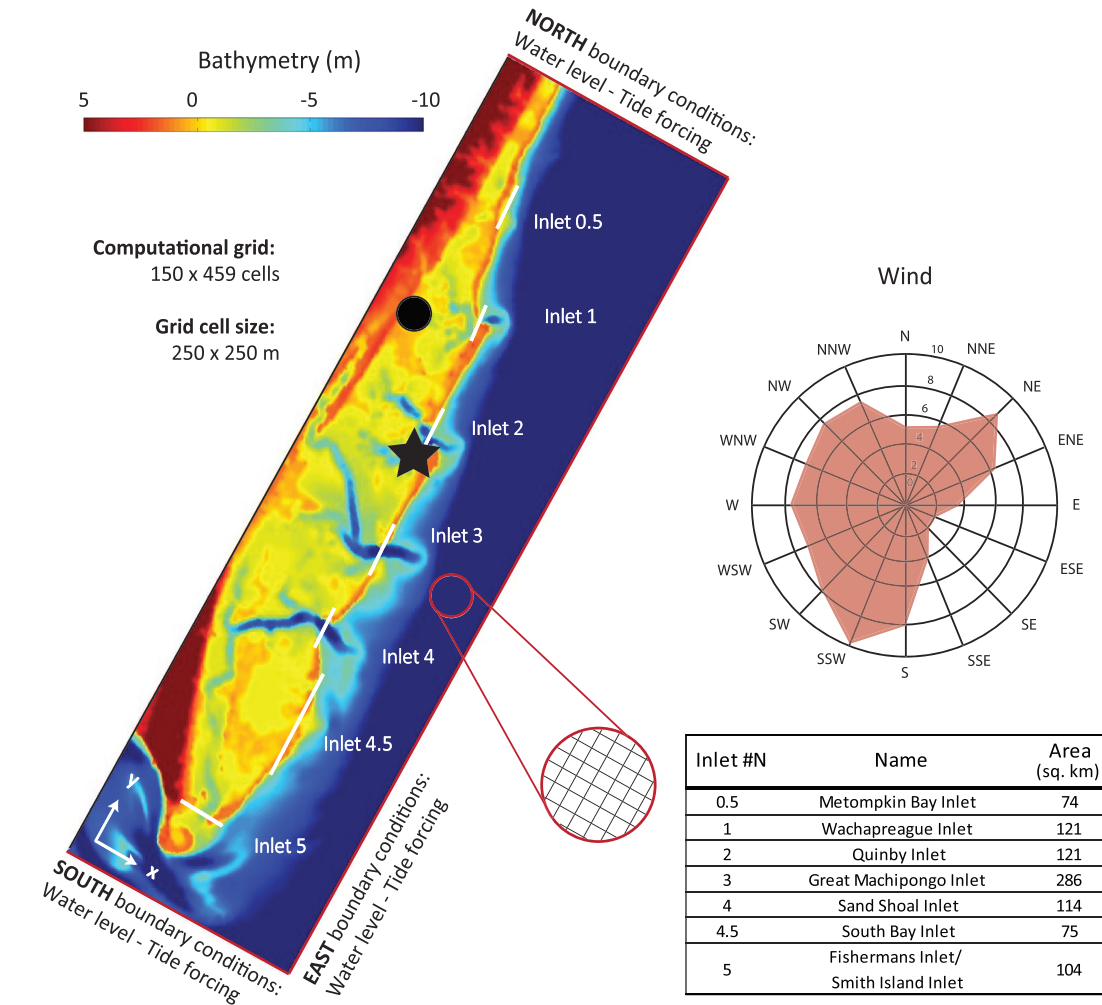 NORTH boundary conditions:
Water level - Tide forcing
Bathymetry (m)
5 0 -5 -10
Computational grid:
150 x 459 cells
Grid cell size:
250 x 250 m
Inlet 0.5
Inlet 1
Inlet 2
Inlet 3
Inlet 4
Inlet 4.5
Inlet 5
y
x
SOUTH boundary conditions:
Water level - Tide forcing
EAST boundary conditions:
Water level - Tide forcing
Wind
N
NNE
NE
ENE
E
ESE
SE
SSE
S
SSW
SW
WSW
W
WNW
NW
NNW
10
8
6
4
2
0
Inlet #N Name Area
(sq. km)
0.5 Metompkin Bay Inlet 74
1 Wachapreague Inlet 121
2 Quinby Inlet 121
3 Great Machipongo Inlet 286
4 Sand Shoal Inlet 114
4.5 South Bay Inlet 75
5 Fishermans Inlet/ 104
Smith Island Inlet